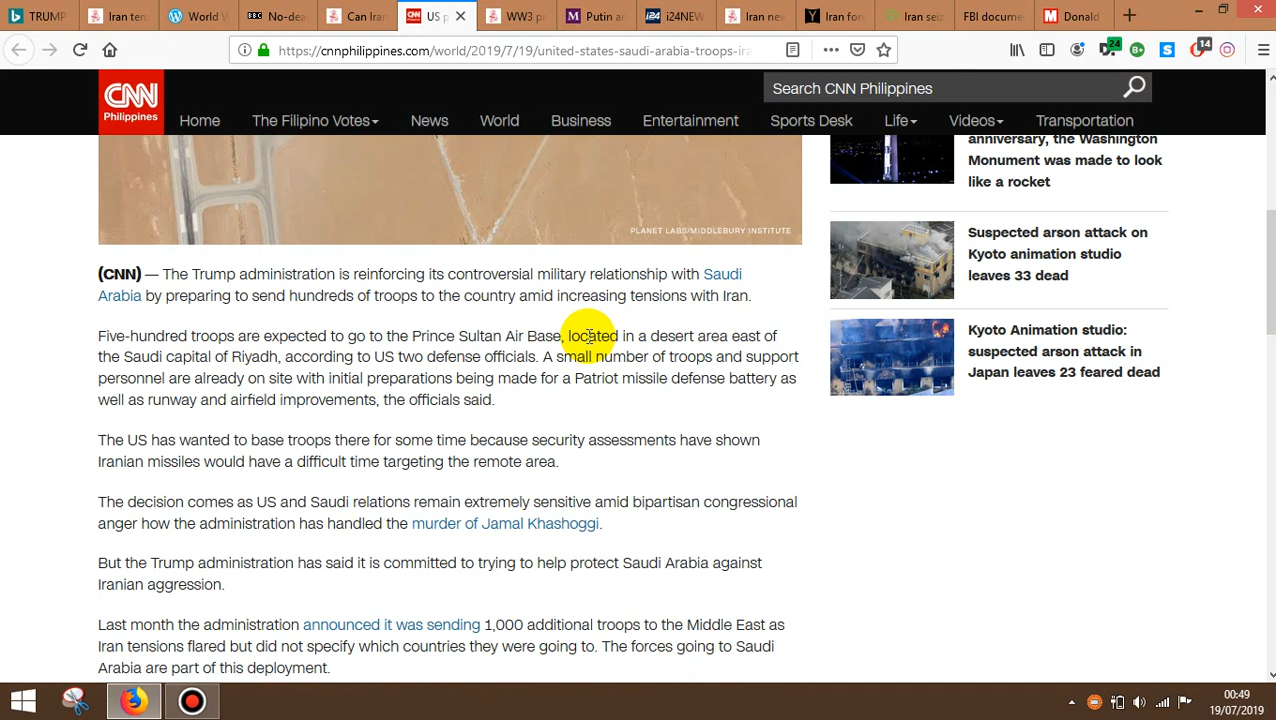 TRUMP
Iran ten
World W
No-dea
Can Iran
US p
WW3 pr
Putin an
i24 i24NEW
Iran new
Iran for
Iran seiz
FBI docume
Donald
https://cnnphilippines.com/world/2019/7/19/united-states-saudi-arabia-troops-ira
24
14
CNN
Philippines
Search CNN Philippines
Home
The Filipino Votes
News
World
Business
Entertainment
Sports Desk
Life
Videos
Transportation
anniversary, the Washington
Monument was made to look
like a rocket
PLANET LABS/MIDDLEBURY INSTITUTE
Suspected arson attack on
Kyoto animation studio
leaves 33 dead
Kyoto Animation studio:
suspected arson attack in
Japan leaves 23 feared dead
(CNN) — The Trump administration is reinforcing its controversial military relationship with Saudi
Arabia by preparing to send hundreds of troops to the country amid increasing tensions with Iran.
Five-hundred troops are expected to go to the Prince Sultan Air Base, located in a desert area east of
the Saudi capital of Riyadh, according to US two defense officials. A small number of troops and support
personnel are already on site with initial preparations being made for a Patriot missile defense battery as
well as runway and airfield improvements, the officials said.
The US has wanted to base troops there for some time because security assessments have shown
Iranian missiles would have a difficult time targeting the remote area.
The decision comes as US and Saudi relations remain extremely sensitive amid bipartisan congressional
anger how the administration has handled the murder of Jamal Khashoggi.
But the Trump administration has said it is committed to trying to help protect Saudi Arabia against
Iranian aggression.
Last month the administration announced it was sending 1,000 additional troops to the Middle East as
Iran tensions flared but did not specify which countries they were going to. The forces going to Saudi
Arabia are part of this deployment.
00:49
19/07/2019